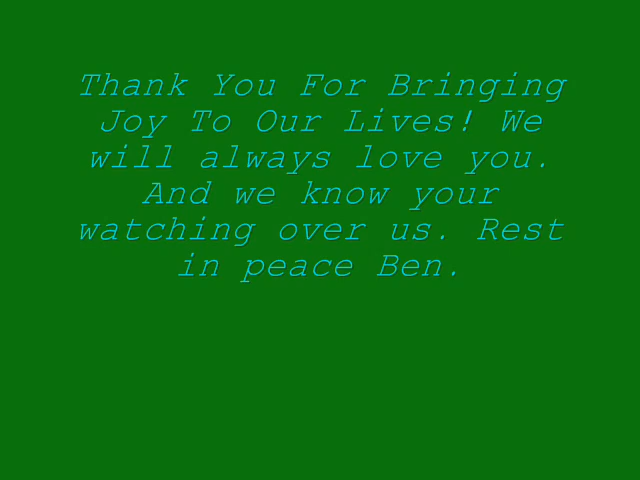 Thank You For Bringing
Joy To Our Lives! We
will always love you.
And we know your
watching over us. Rest
in peace Ben.